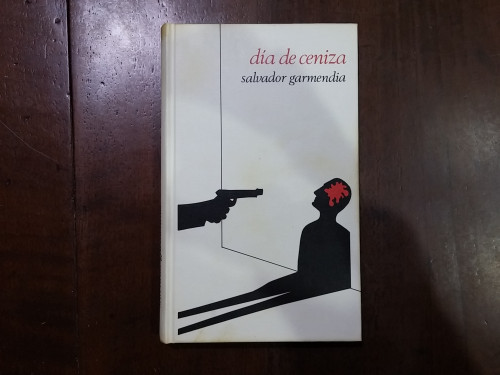 día de ceniza
salvador garmendia